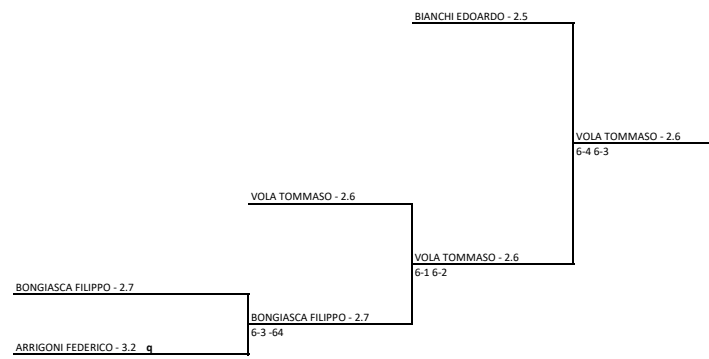 BIANCHI EDOARDO - 2.5
VOLA TOMMASO - 2.6
6-4 6-3
VOLA TOMMASO - 2.6
VOLA TOMMASO - 2.6
6-1 6-2
BONGIASCA FILIPPO - 2.7
BONGIASCA FILIPPO - 2.7
6-3 -64
ARRIGONI FEDERICO - 3.2 q